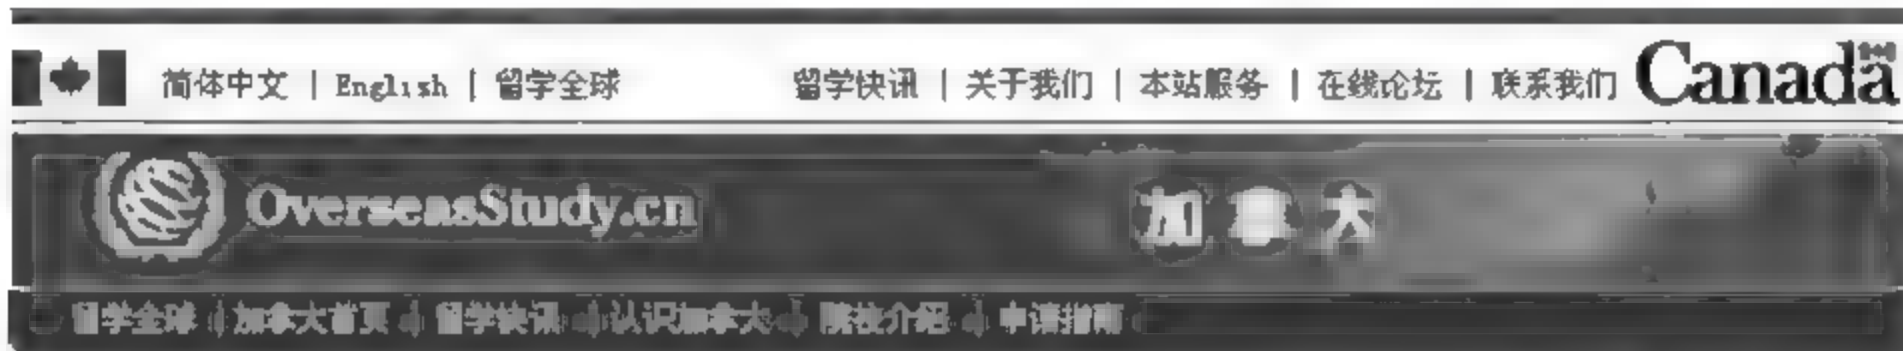 简体中文 | English | 留学全球 留学快讯 | 关于我们 | 本站服务 | 在线论坛 | 联系我们 Canada
OverseasStudy.cn 加拿大
留学全球 加拿大首页 留学快讯 认识加拿大 院校介绍 申请指南